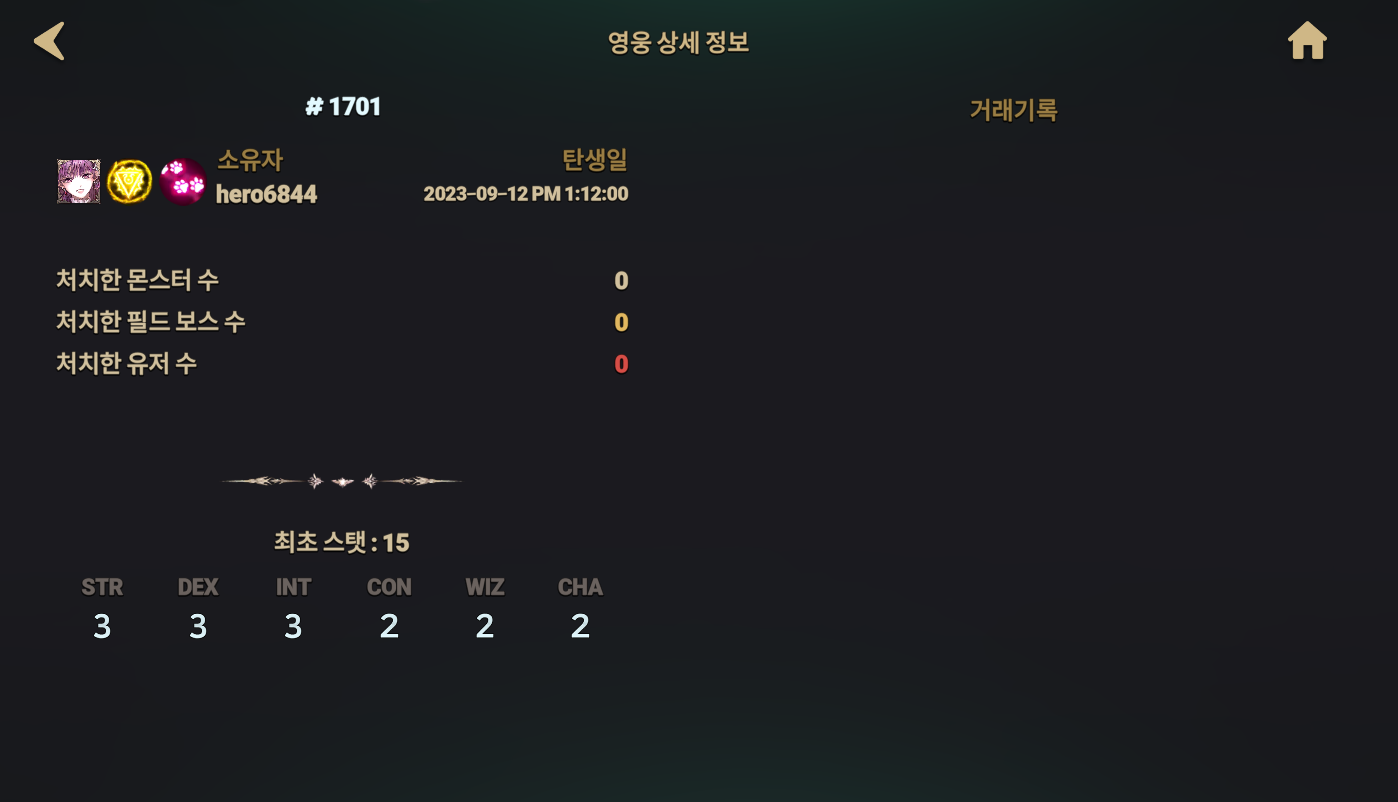 영웅 상세 정보
# 1701
거래기록
소유자
탄생일
hero6844
2023-09-12 PM 1:12:00
처치한 몬스터 수 0
처치한 필드 보스 수 0
처치한 유저 수 0
최초 스탯 : 15
STR DEX INT CON WIZ CHA
3 3 3 2 2 2